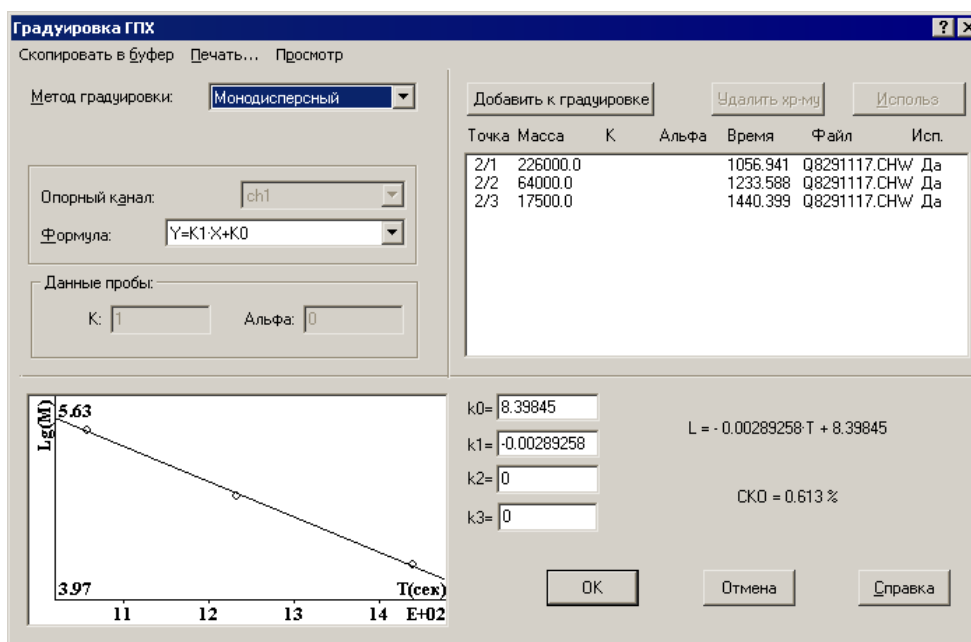 Градуировка ГПХ
Скопировать в буфер Печать... Просмотр
Метод градуировки: Монодисперсный
Опорный канал: ch1
Формула: Y=K1·X+K0
Данные пробы:
К: 1 Альфа: 0
Добавить к градуировке Удалить хр-му Использ
Точка Масса К Альфа Время Файл Исп.
2/1 226000.0 1056.941 Q8291117.CHW Да
2/2 64000.0 1233.588 Q8291117.CHW Да
2/3 17500.0 1440.399 Q8291117.CHW Да
Lg(M)
5.63
3.97 T(сек)
11 12 13 14 E+02
k0= 8.39845
k1= -0.00289258
k2= 0
k3= 0
L = - 0.00289258·T + 8.39845
СКО = 0.613 %
OK Отмена Справка